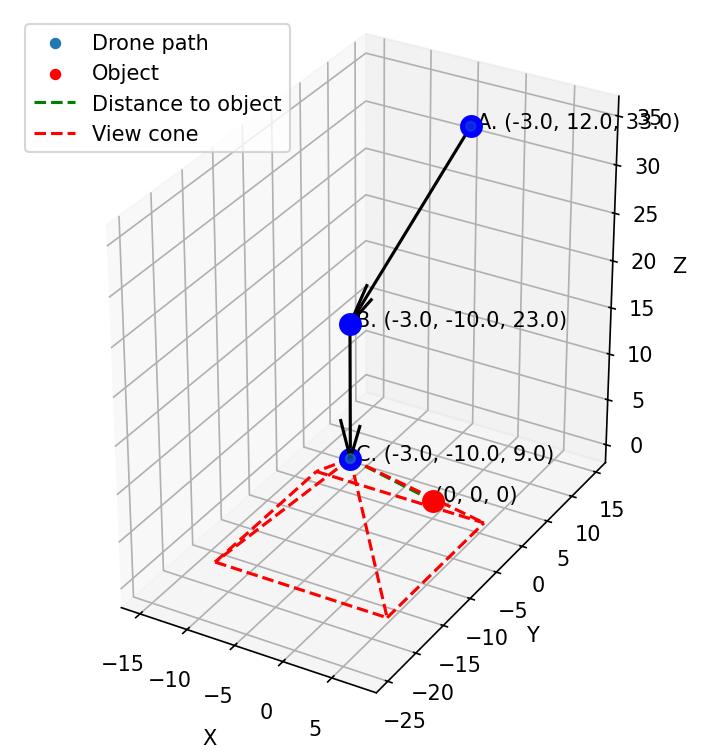 Drone path
Object
Distance to object
View cone
A. (-3.0, 12.0, 33.0)
35
30
25
20
Z
15
B. (-3.0, -10.0, 23.0)
10
5
0
C. (-3.0, -10.0, 9.0)
(0, 0, 0)
15
10
5
0
−5
−10
Y
−15
−20
−25
−15
−10
−5
0
5
X